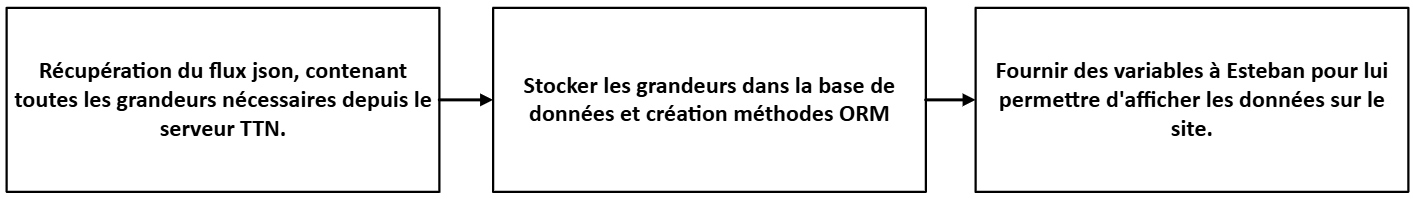 Récupération du flux json, contenant
toutes les grandeurs nécessaires depuis le
serveur TTN.
Stocker les grandeurs dans la base de
données et création méthodes ORM
Fournir des variables à Esteban pour lui
permettre d'afficher les données sur le
site.